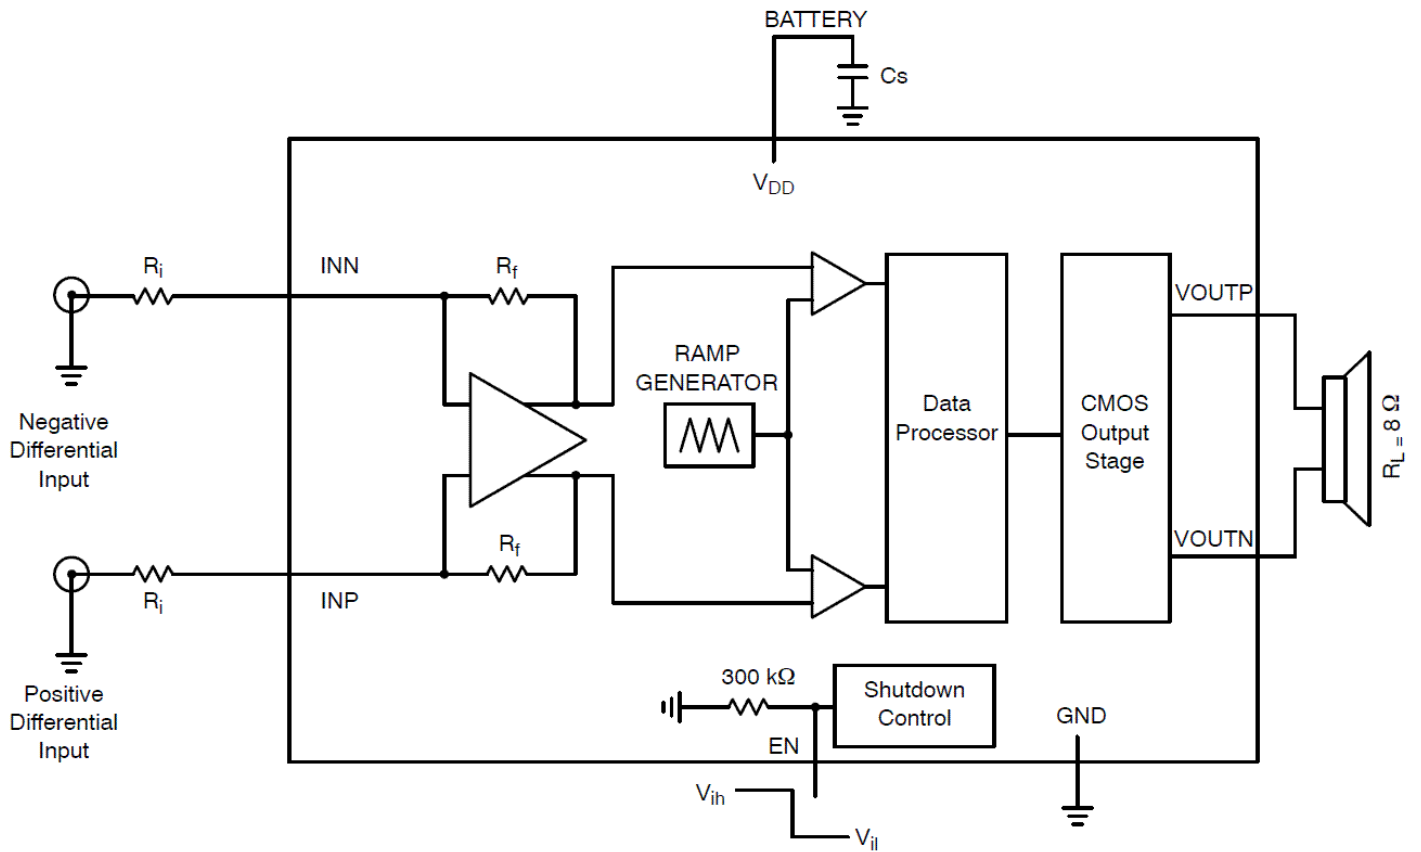 BATTERY
Cs
VDD
Ri
INN
Rf
RAMP
GENERATOR
VOUTP
Negative
Differential
Input
Data
Processor
CMOS
Output
Stage
RL = 8 Ω
Rf
VOUTN
Ri
INP
Positive
Differential
Input
300 kΩ
Shutdown
Control
EN
GND
Vih
Vil